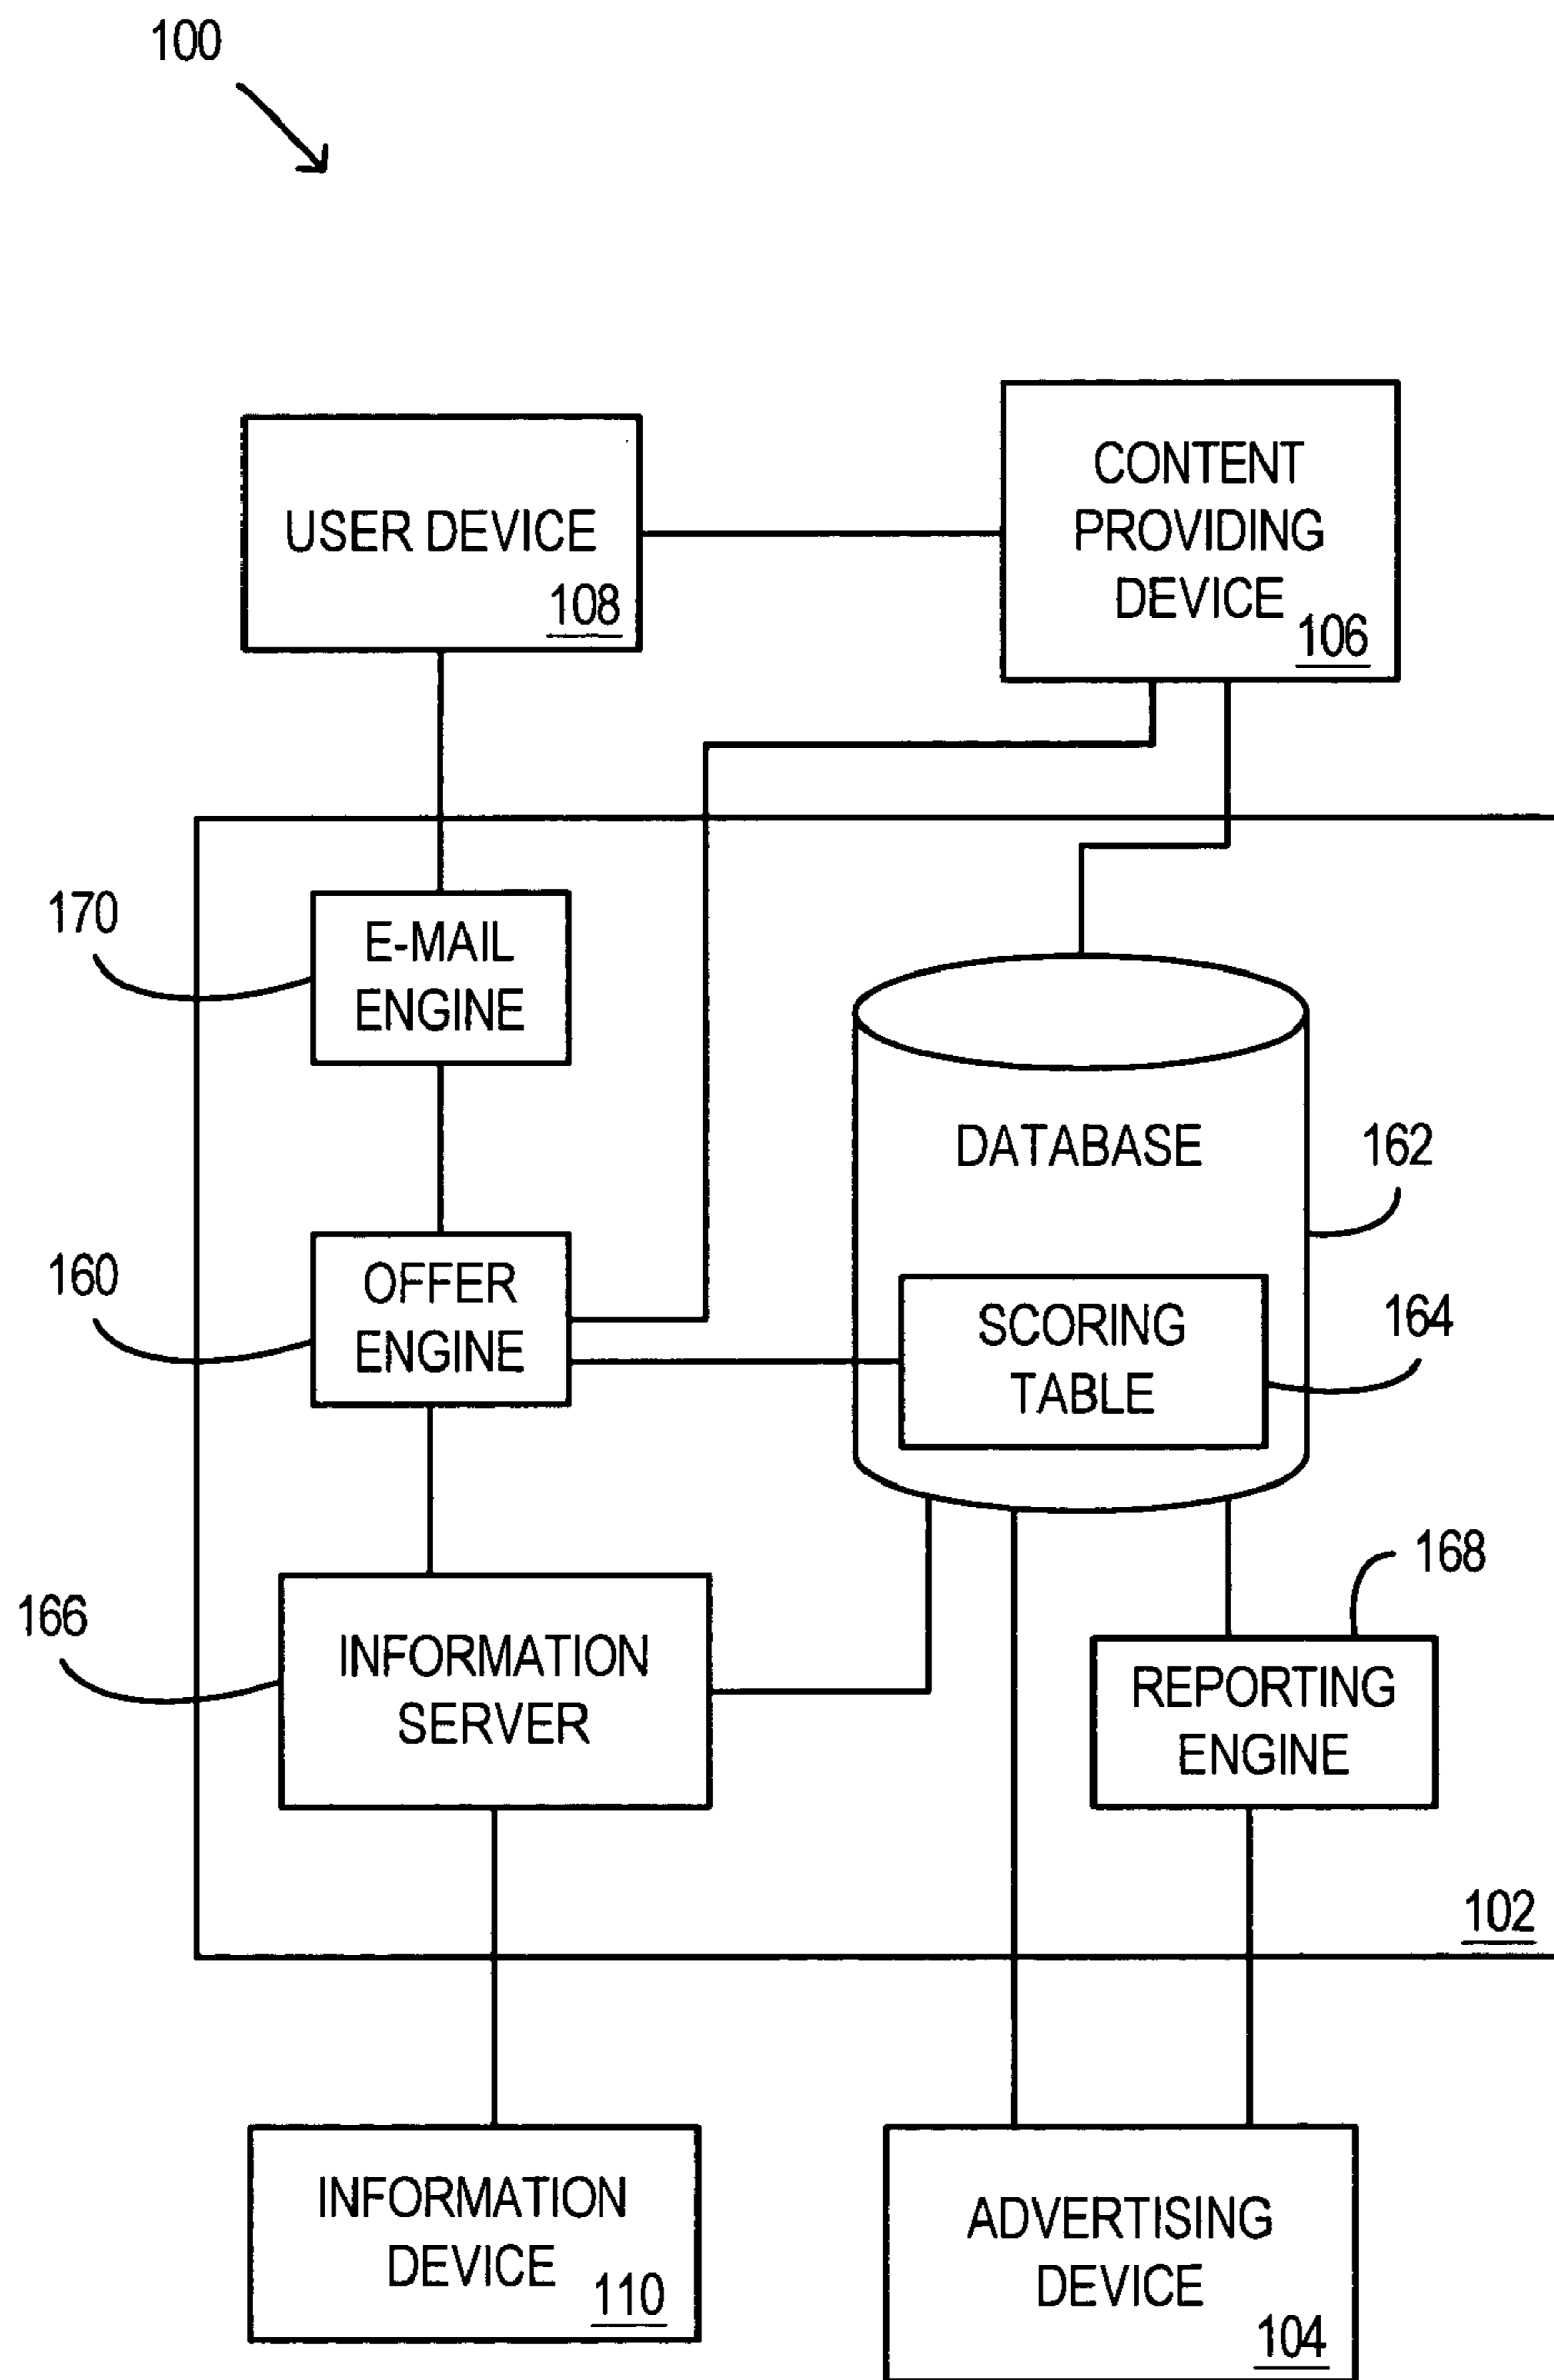 100
USER DEVICE
108
CONTENT
PROVIDING
DEVICE
106
170
E-MAIL
ENGINE
DATABASE
162
160
OFFER
ENGINE
SCORING
TABLE
164
168
166
INFORMATION
SERVER
REPORTING
ENGINE
102
INFORMATION
DEVICE
110
ADVERTISING
DEVICE
104